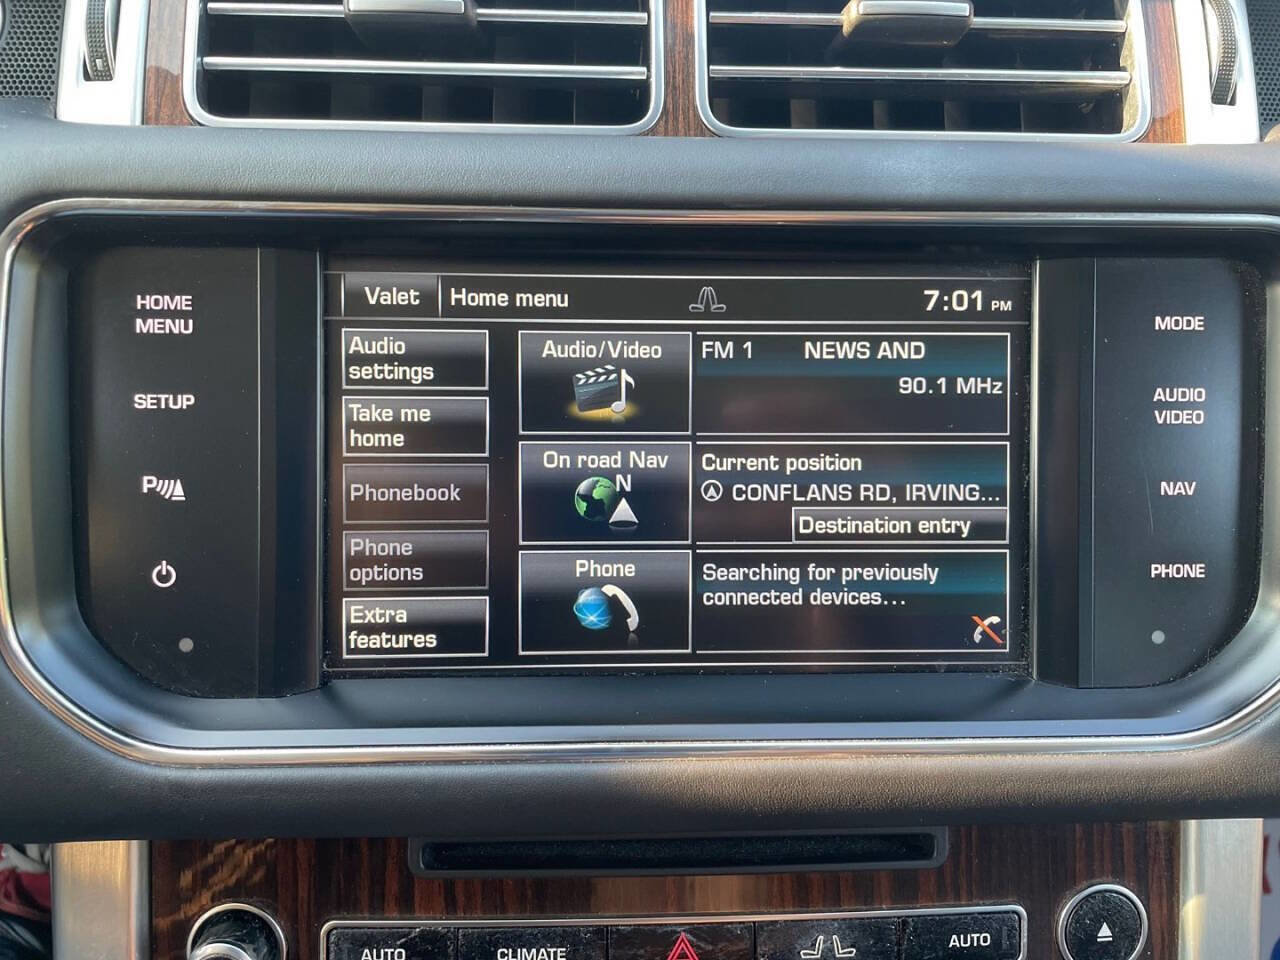 HOME
MENU
SETUP
P
Valet
Home menu
7:01 PM
Audio
settings
Take me
home
Phonebook
Phone
options
Extra
features
Audio/Video
FM 1 NEWS AND
90.1 MHz
On road Nav
N
Current position
CONFLANS RD, IRVING...
Destination entry
Phone
Searching for previously
connected devices...
MODE
AUDIO
VIDEO
NAV
PHONE
AUTO
CLIMATE
AUTO